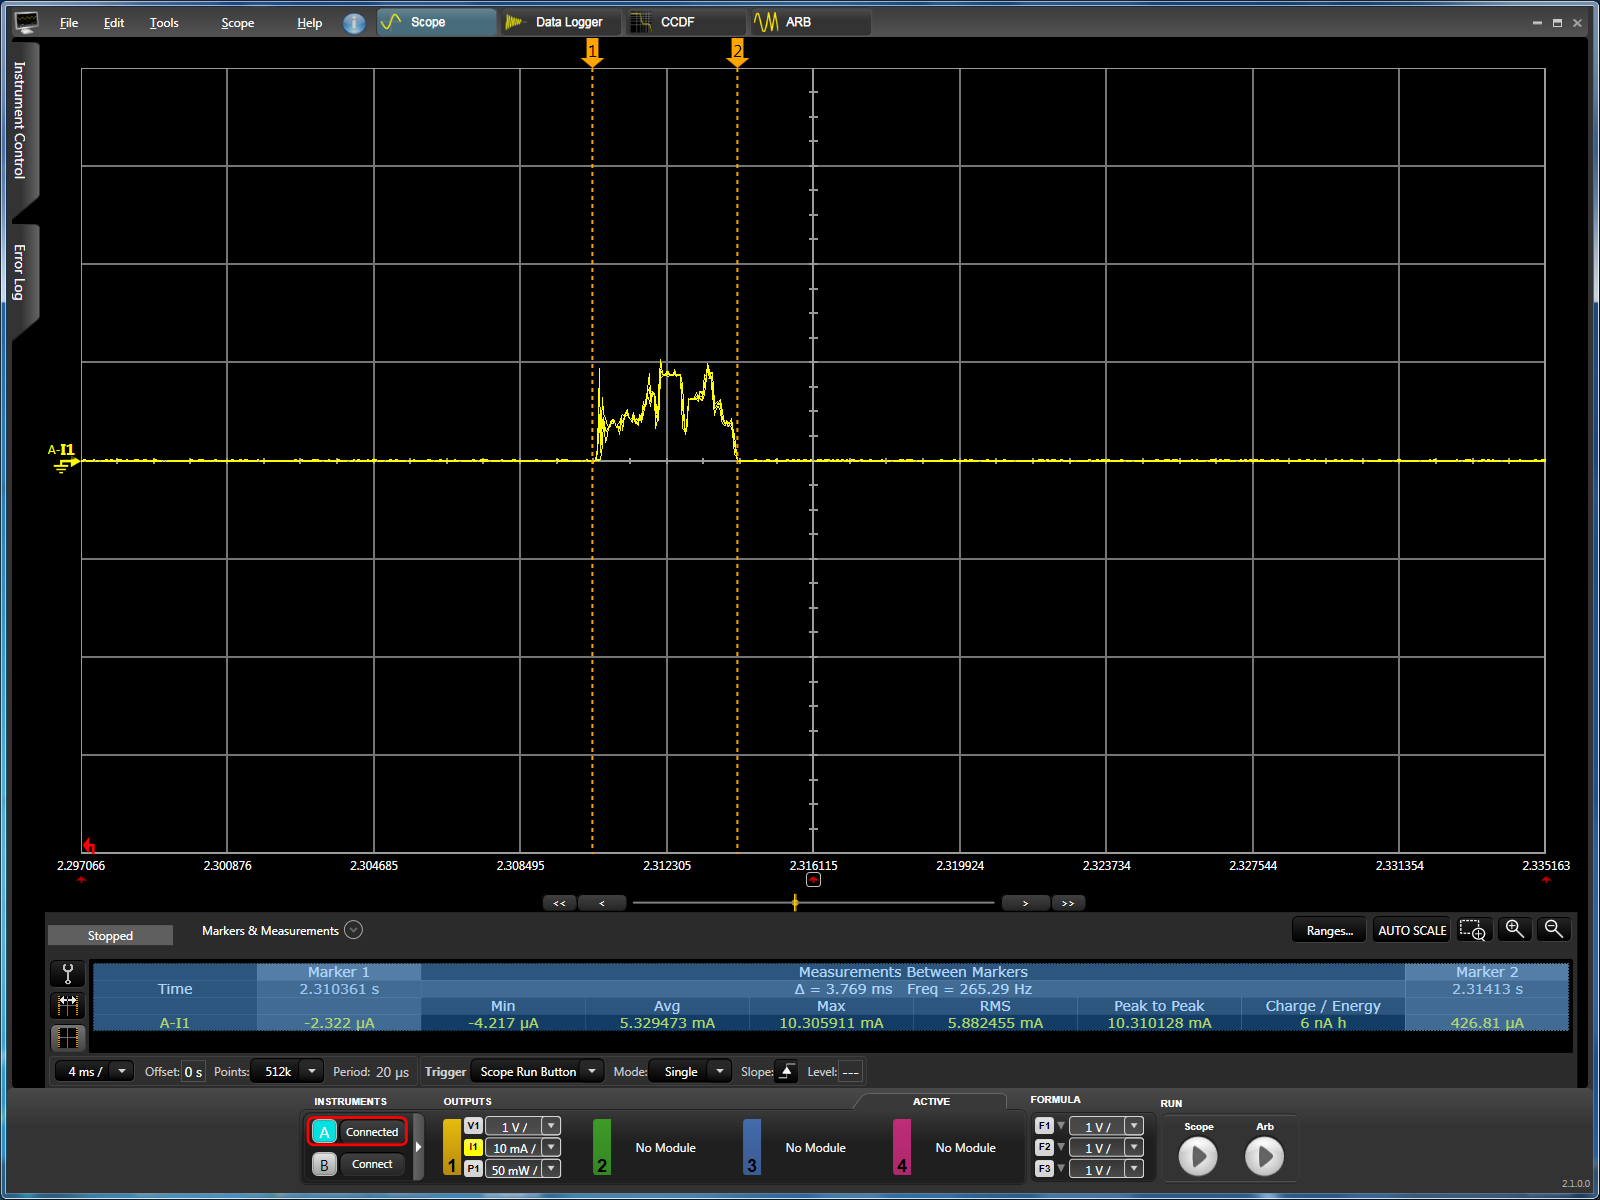 File Edit Tools Scope Help Scope Data Logger CCDF ARB
Instrument Control
Error Log
1 2
A-I1
2.297066 2.300876 2.304685 2.308495 2.312305 2.316115 2.319924 2.323734 2.327544 2.331354 2.335163
<< < > >>
Stopped Markers & Measurements Ranges... AUTO SCALE
Marker 1 Measurements Between Markers Marker 2
Time 2.310361 s Δ = 3.769 ms Freq = 265.29 Hz 2.31413 s
Min Avg Max RMS Peak to Peak Charge / Energy
A-I1 -2.322 µA -4.217 µA 5.329473 mA 10.305911 mA 5.882455 mA 10.310128 mA 6 nA h 426.81 µA
4 ms / Offset: 0 s Points: 512k Period: 20 µs Trigger Scope Run Button Mode: Single Slope: Level: ---
INSTRUMENTS OUTPUTS ACTIVE FORMULA RUN
A Connected
B Connect
1 V1 1 V /
I1 10 mA /
P1 50 mW /
2 No Module
3 No Module
4 No Module
F1 1 V /
F2 1 V /
F3 1 V /
Scope Arb
2.1.0.0